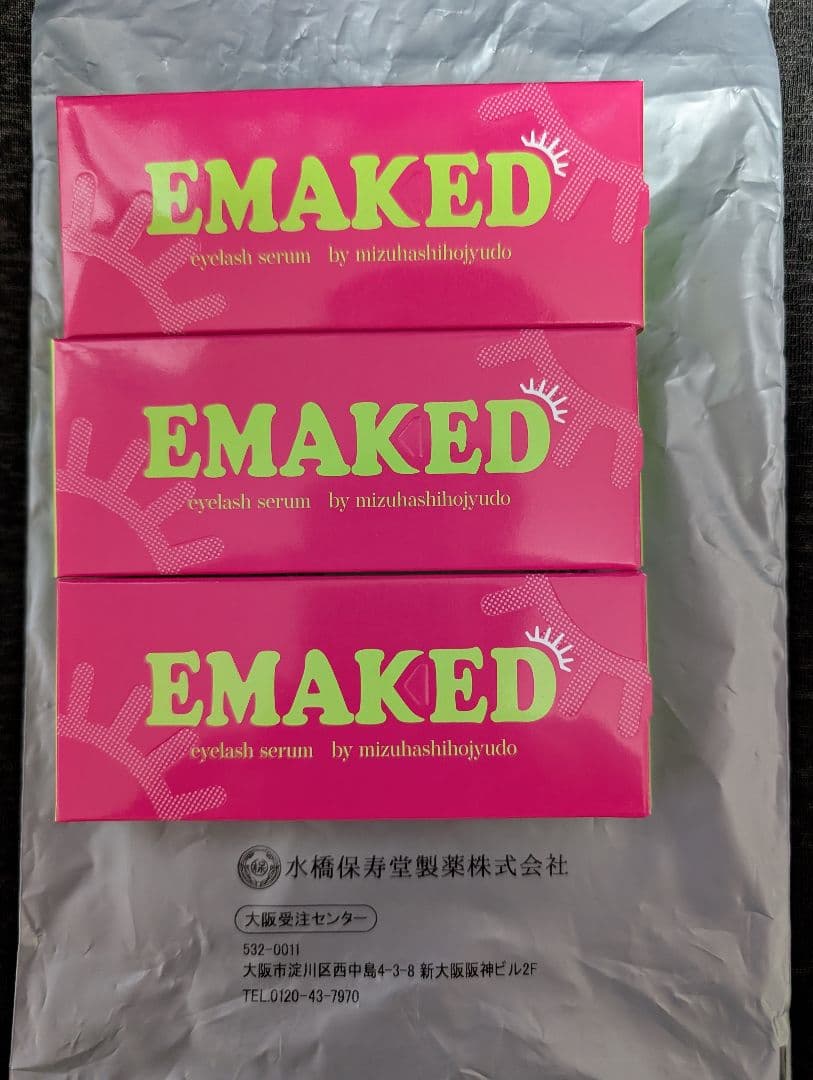 EMAKED
eyelash serum by mizuhashihojyudo
EMAKED
eyelash serum by mizuhashihojyudo
EMAKED
eyelash serum by mizuhashihojyudo
保 水橋保寿堂製薬株式会社
大阪受注センター
532-0011
大阪市淀川区西中島4-3-8 新大阪阪神ビル2F
TEL.0120-43-7970